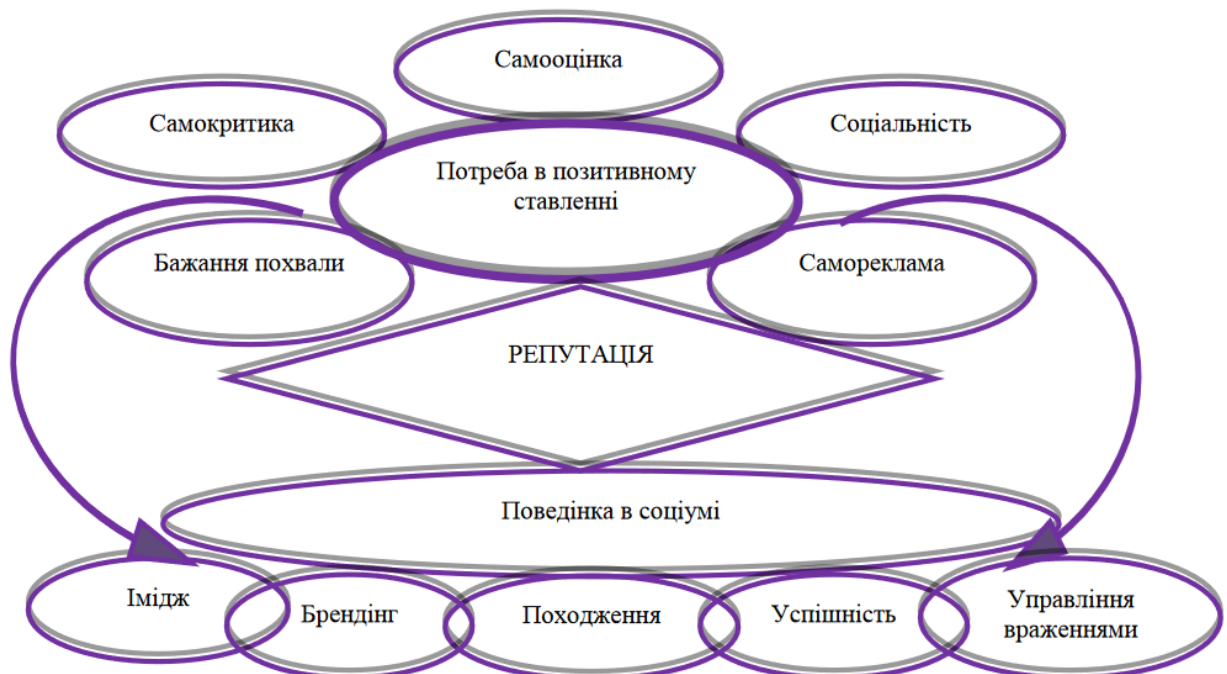 Самооцінка
Самокритика
Соціальність
Потреба в позитивному
ставленні
Бажання похвали
Самореклама
РЕПУТАЦІЯ
Поведінка в соціумі
Імідж
Брендінг
Походження
Успішність
Управління
враженнями